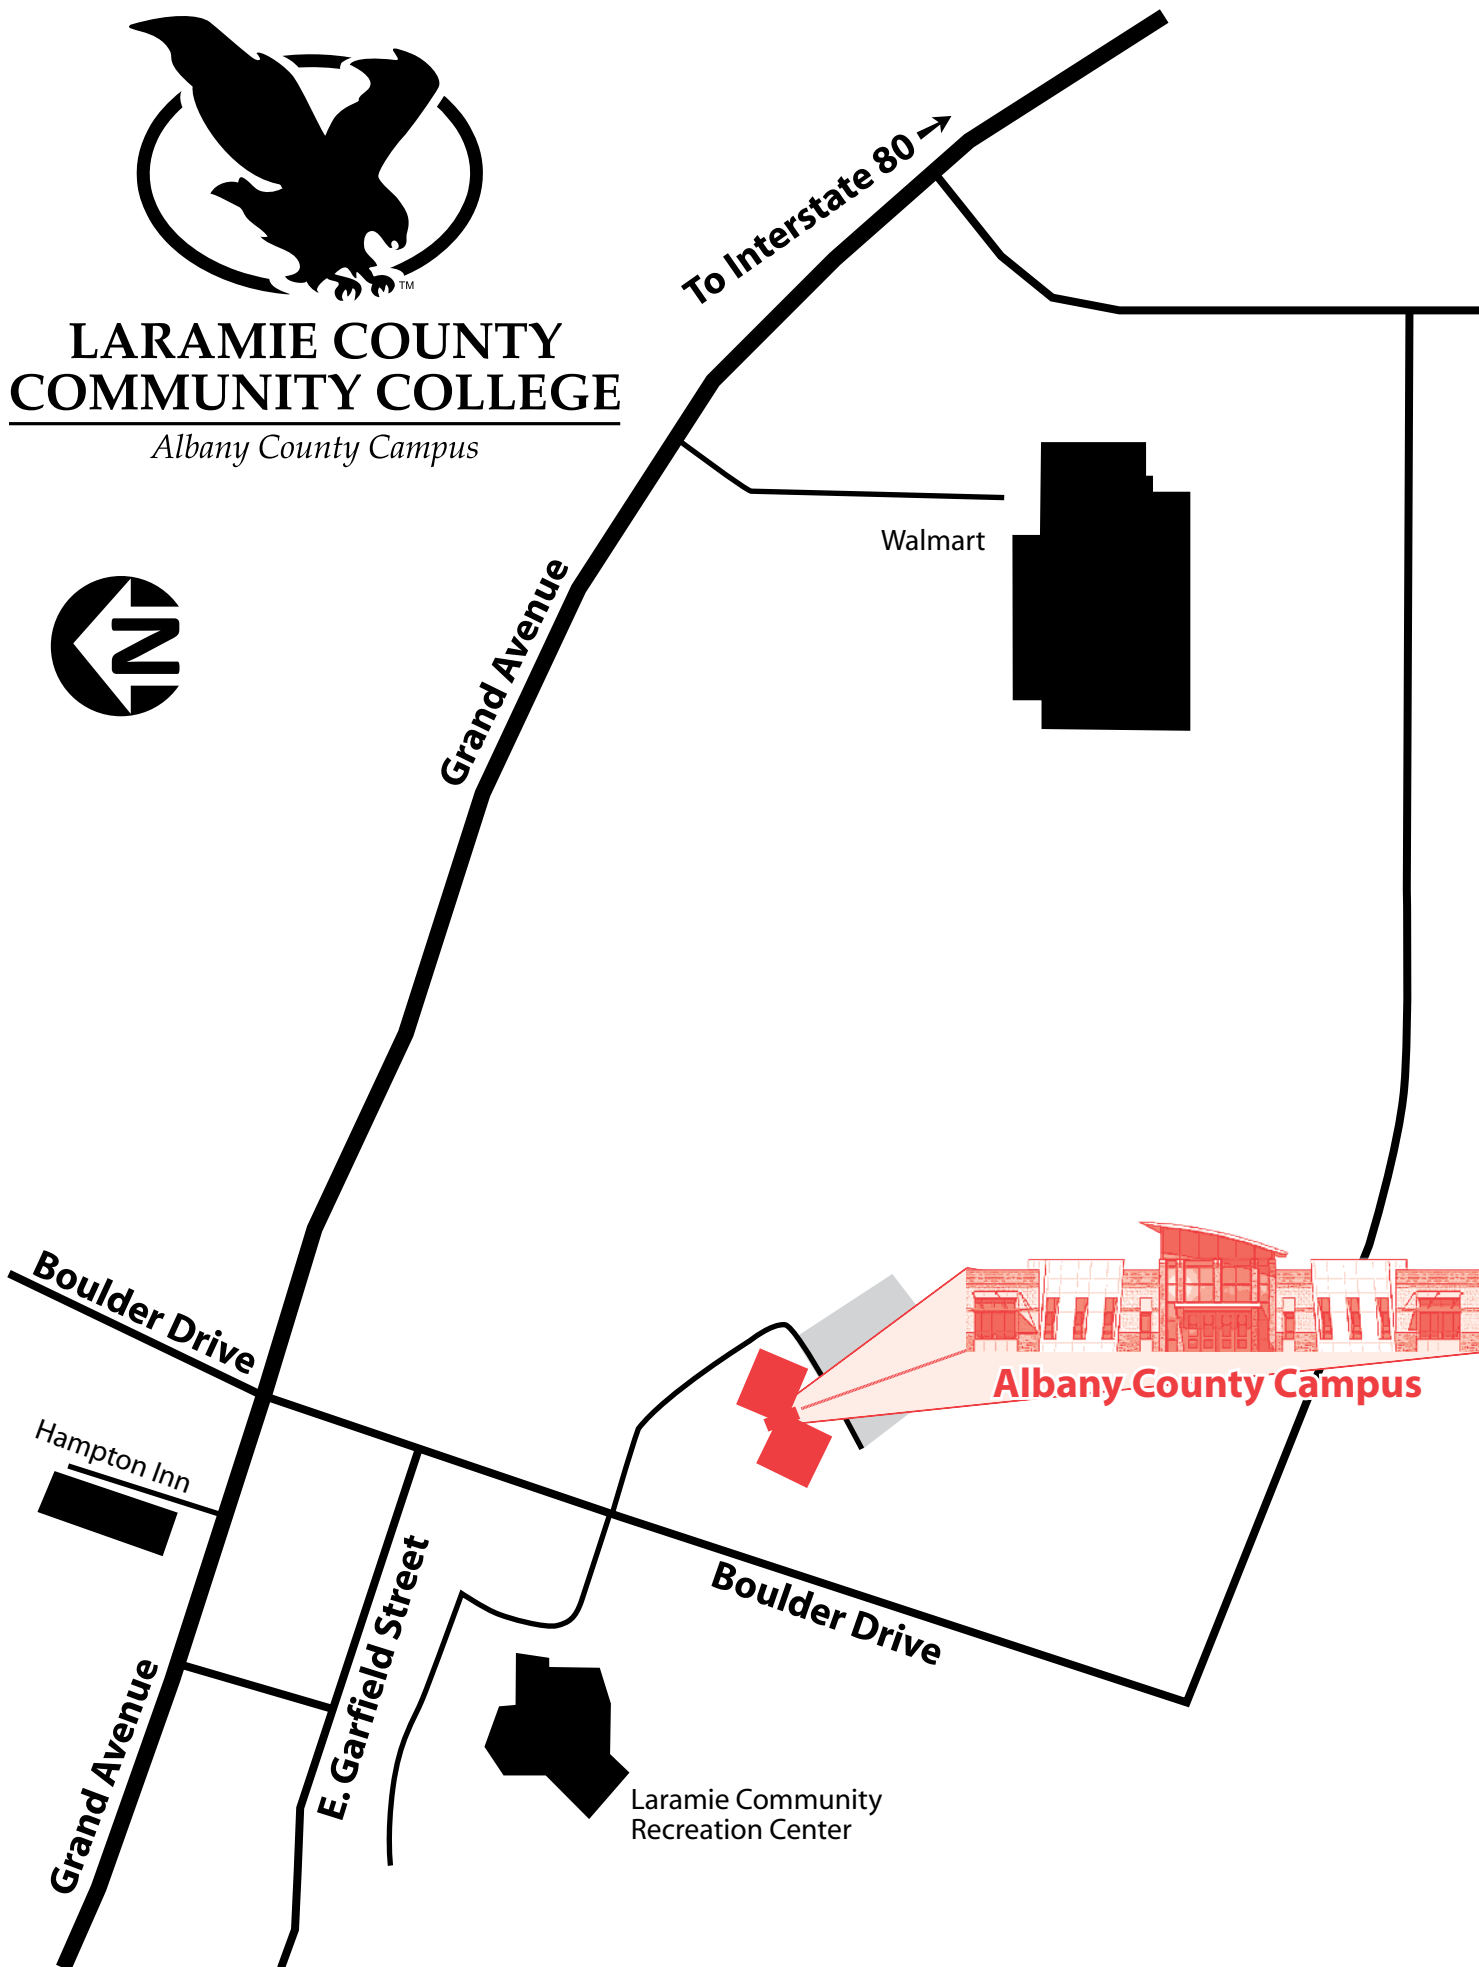 TM
LARAMIE COUNTY
COMMUNITY COLLEGE
Albany County Campus
To Interstate 80
Walmart
N
Grand Avenue
Boulder Drive
Albany County Campus
Hampton Inn
E. Garfield Street
Boulder Drive
Grand Avenue
Laramie Community
Recreation Center